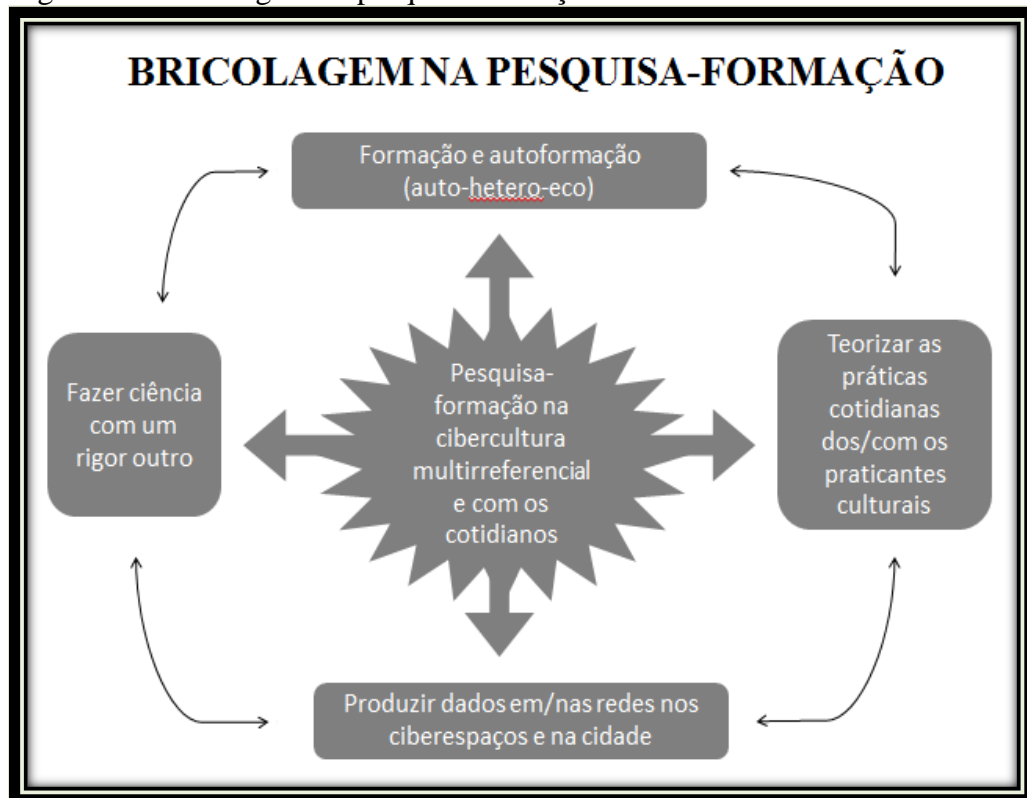 BRICOLAGEM NA PESQUISA-FORMAÇÃO
Formação e autoformação
(auto-hetero-eco)
Fazer ciência
com um
rigor outro
Pesquisa-
formação na
cibercultura
multirreferencial
e com os
cotidianos
Teorizar as
práticas
cotidianas
dos/com os
praticantes
culturais
Produzir dados em/nas redes nos
ciberespaços e na cidade